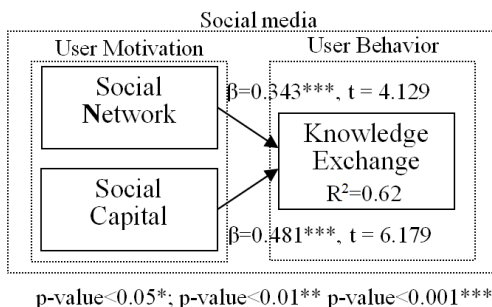 Social media
User Motivation
User Behavior
Social
Network
β=0.343***, t = 4.129
Knowledge
Exchange
R²=0.62
Social
Capital
β=0.481***, t = 6.179
p-value<0.05*; p-value<0.01** p-value<0.001***